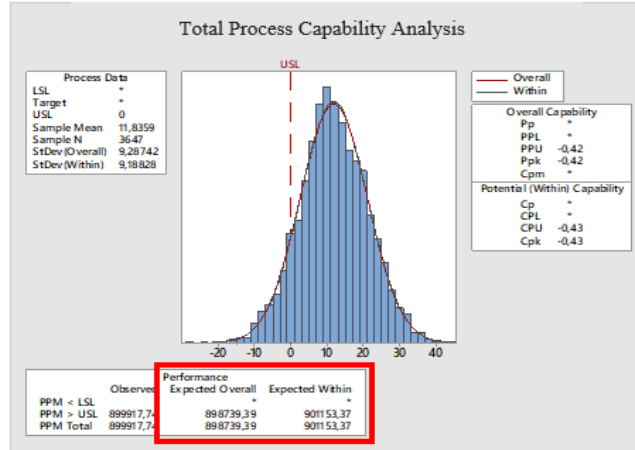 Total Process Capability Analysis
USL
Process Data
LSL *
Target *
USL 0
Sample Mean 11,8359
Sample N 3647
StDev(Overall) 9,28742
StDev(Within) 9,18828
Overall
Within
Overall Capability
Pp *
PPL *
PPU -0,42
Ppk -0,42
Cpm *
Potential (Within) Capability
Cp *
CPL *
CPU -0,43
Cpk -0,43
-20 -10 0 10 20 30 40
Performance
Observed Expected Overall Expected Within
PPM < LSL * *
PPM > USL 899917,74 898739,39 901153,37
PPM Total 899917,74 898739,39 901153,37